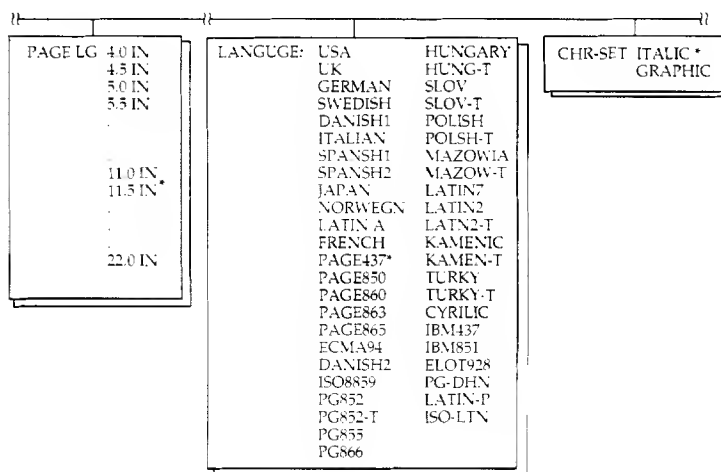 PAGE LG 4.0 IN
4.5 IN
5.0 IN
5.5 IN
.
.
.
11.0 IN
11.5 IN*
.
.
.
22.0 IN
LANGUGE: USA HUNGARY
UK HUNG-T
GERMAN SLOV
SWEDISH SLOV-T
DANISH1 POLISH
ITALIAN POLSH-T
SPANSH1 MAZOWIA
SPANSH2 MAZOW-T
JAPAN LATIN7
NORWEGN LATIN2
LATIN A LATN2-T
FRENCH KAMENIC
PAGE437* KAMEN-T
PAGE850 TURKY
PAGE860 TURKY-T
PAGE863 CYRILIC
PAGE865 IBM437
ECMA94 IBM851
DANISH2 ELOT928
ISO8859 PG-DHN
PG852 LATIN-P
PG852-T ISO-LTN
PG855
PG866
CHR-SET ITALIC *
GRAPHIC